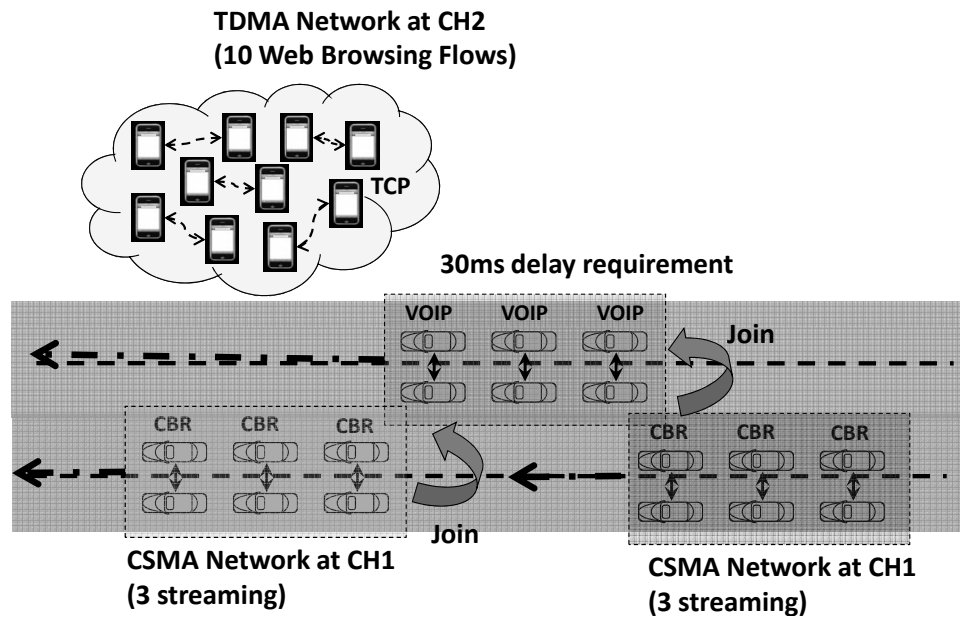 TDMA Network at CH2
(10 Web Browsing Flows)
TCP
30ms delay requirement
VOIP VOIP VOIP
Join
CBR CBR CBR
CBR CBR CBR
Join
CSMA Network at CH1
(3 streaming)
CSMA Network at CH1
(3 streaming)